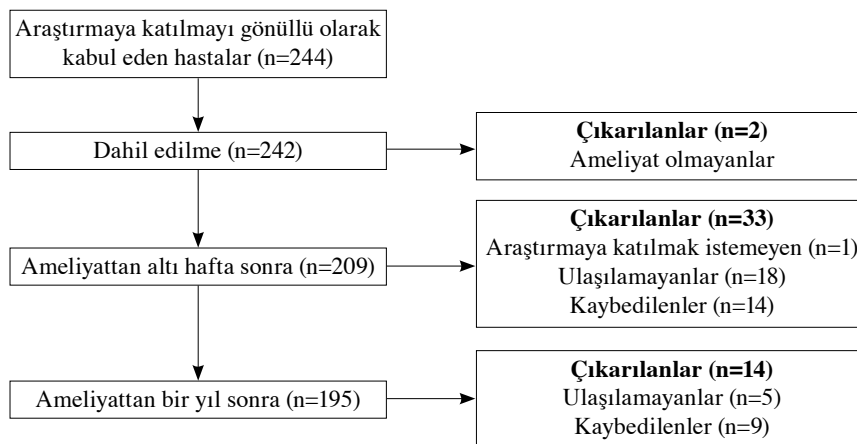 Araştırmaya katılmayı gönüllü olarak
kabul eden hastalar (n=244)
Dahil edilme (n=242)
Çıkarılanlar (n=2)
Ameliyat olmayanlar
Ameliyattan altı hafta sonra (n=209)
Çıkarılanlar (n=33)
Araştırmaya katılmak istemeyen (n=1)
Ulaşılamayanlar (n=18)
Kaybedilenler (n=14)
Ameliyattan bir yıl sonra (n=195)
Çıkarılanlar (n=14)
Ulaşılamayanlar (n=5)
Kaybedilenler (n=9)